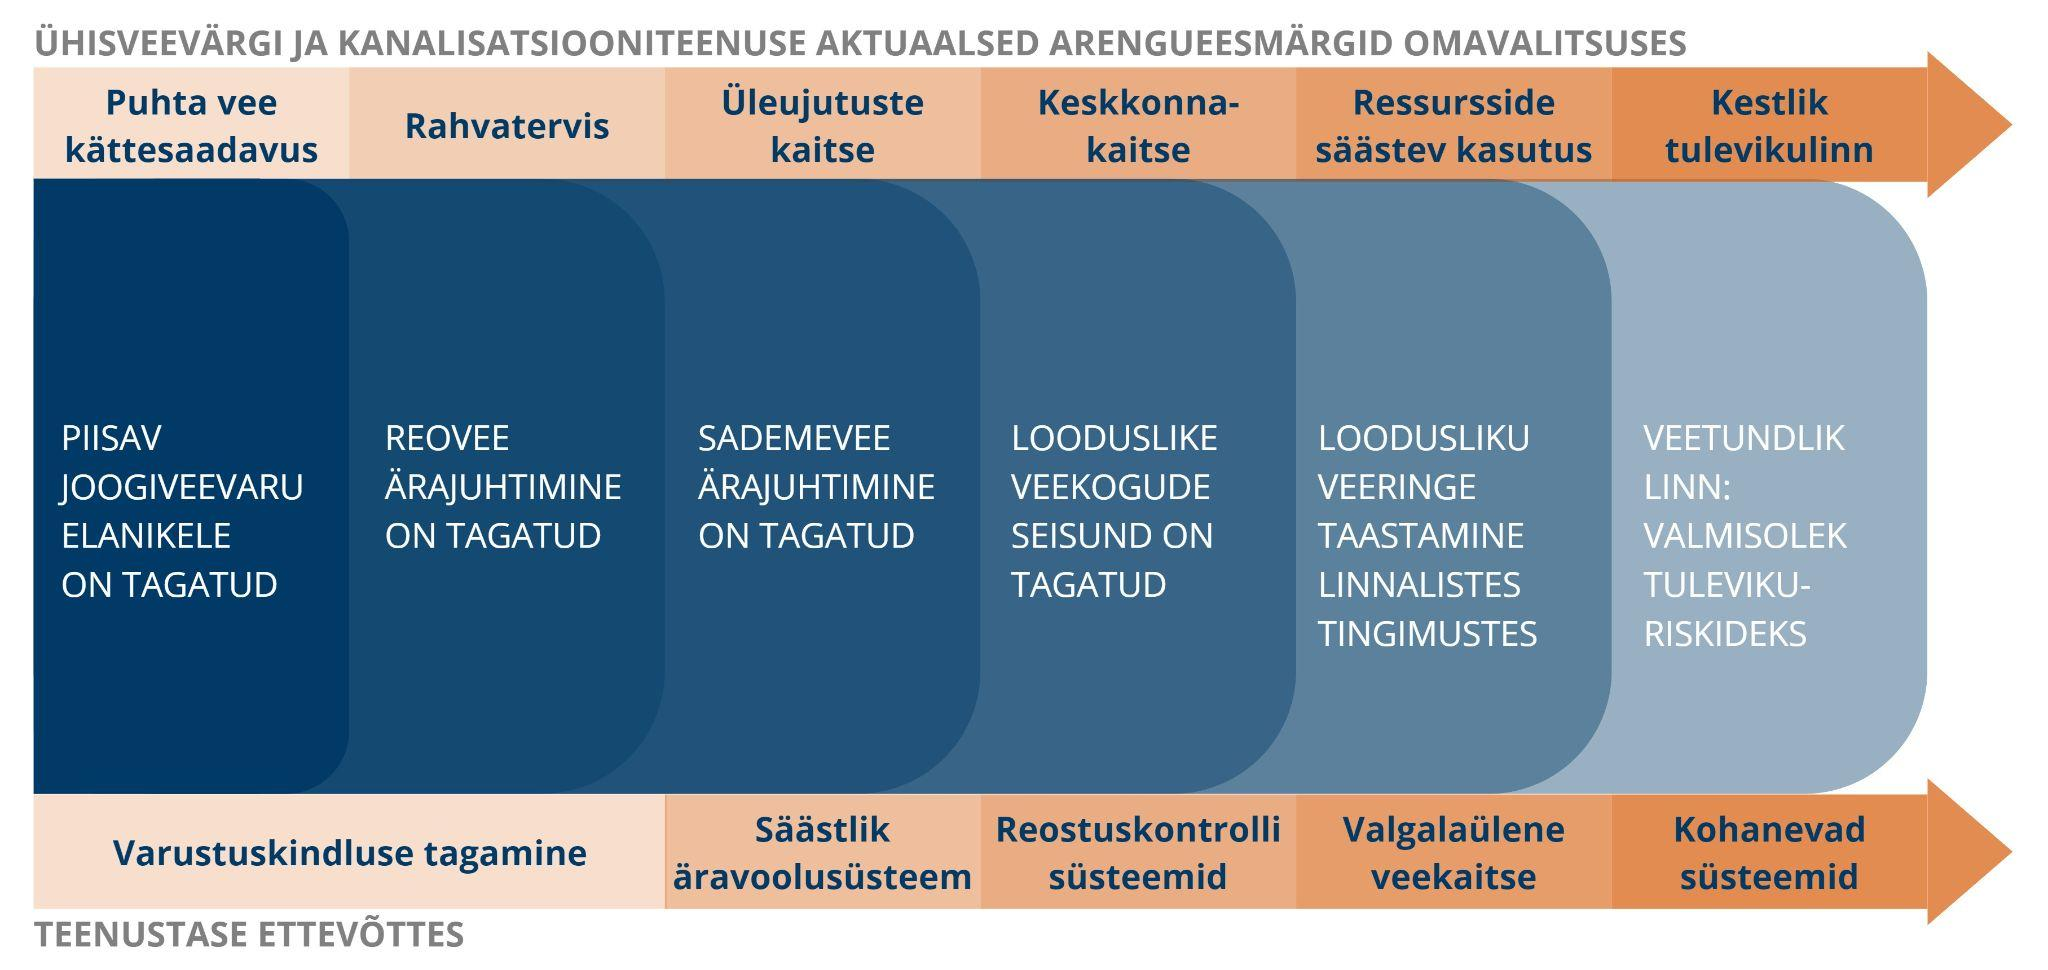 ÜHISVEEVÄRGI JA KANALISATSIOONITEENUSE AKTUAALSED ARENGUEESMÄRGID OMAVALITSUSES
Puhta vee
kättesaadavus
Rahvatervis
Üleujutuste
kaitse
Keskkonna-
kaitse
Ressursside
säästev kasutus
Kestlik
tulevikulinn
PIISAV
JOOGIVEEVARU
ELANIKELE
ON TAGATUD
REOVEE
ÄRAJUHTIMINE
ON TAGATUD
SADEMEVEE
ÄRAJUHTIMINE
ON TAGATUD
LOODUSLIKE
VEEKOGUDE
SEISUND ON
TAGATUD
LOODUSLIKU
VEERINGE
TAASTAMINE
LINNALISTES
TINGIMUSTES
VEETUNDLIK
LINN:
VALMISOLEK
TULEVIKU-
RISKIDEKS
Varustuskindluse tagamine
Säästlik
äravoolusüsteem
Reostuskontrolli
süsteemid
Valgalaülene
veekaitse
Kohanevad
süsteemid
TEENUSTASE ETTEVÕTTES